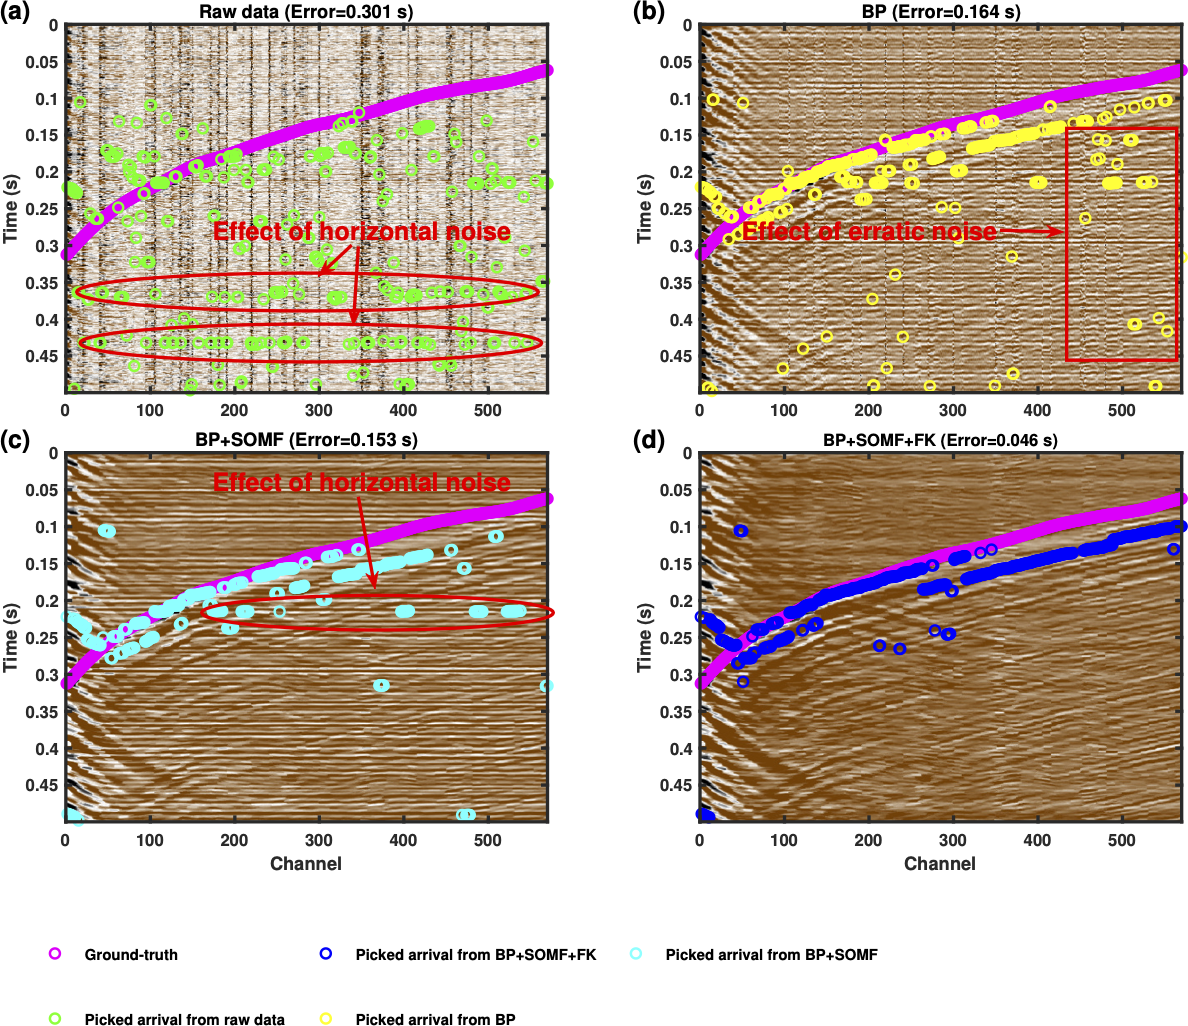 (a)
Raw data (Error=0.301 s)
0
0.05
0.1
0.15
0.2
0.25
0.3
0.35
0.4
0.45
Time (s)
Effect of horizontal noise
0 100 200 300 400 500
(b)
BP (Error=0.164 s)
0
0.05
0.1
0.15
0.2
0.25
0.3
0.35
0.4
0.45
Time (s)
Effect of erratic noise
0 100 200 300 400 500
(c)
BP+SOMF (Error=0.153 s)
0
0.05
0.1
0.15
0.2
0.25
0.3
0.35
0.4
0.45
Time (s)
Effect of horizontal noise
0 100 200 300 400 500
Channel
(d)
BP+SOMF+FK (Error=0.046 s)
0
0.05
0.1
0.15
0.2
0.25
0.3
0.35
0.4
0.45
Time (s)
0 100 200 300 400 500
Channel
Ground-truth
Picked arrival from BP+SOMF+FK
Picked arrival from BP+SOMF
Picked arrival from raw data
Picked arrival from BP